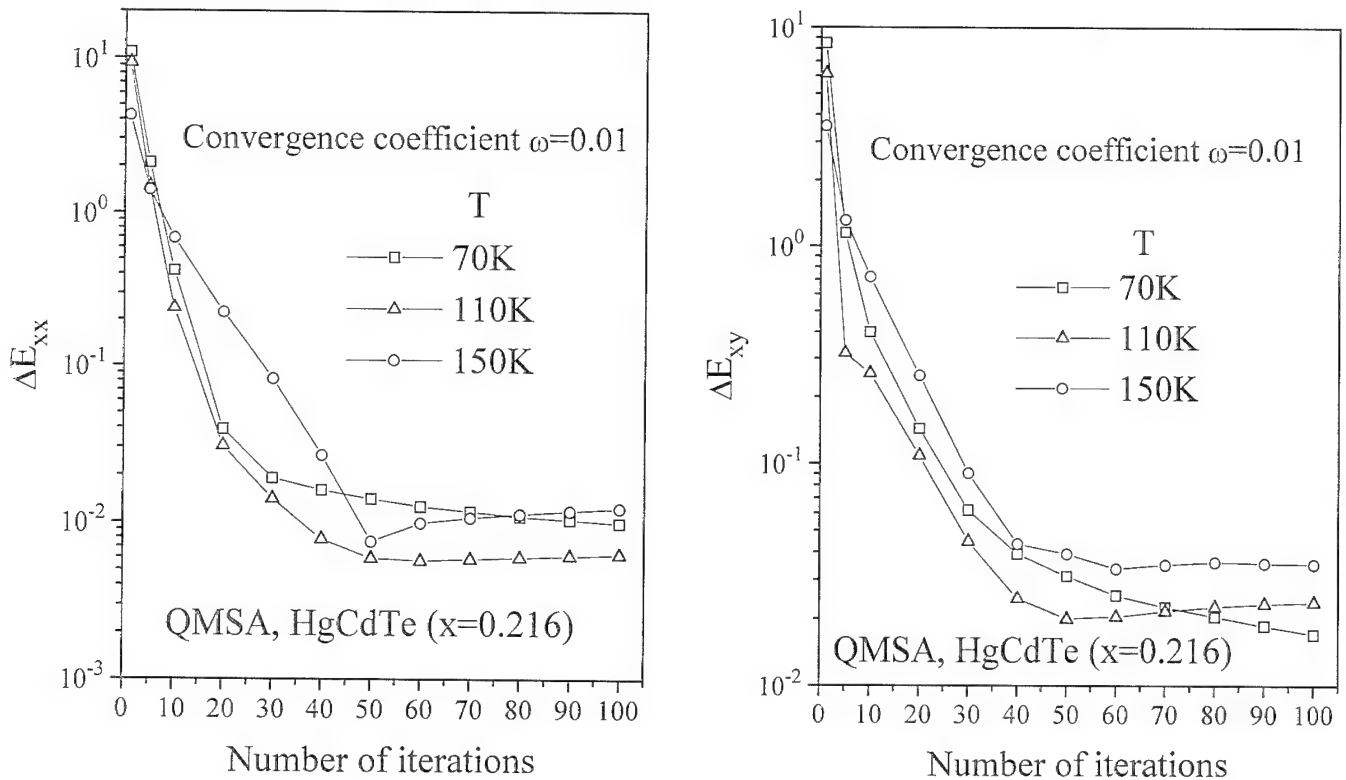 10^1
10^0
10^-1
10^-2
10^-3
ΔE_xx
Convergence coefficient ω=0.01
T
70K
110K
150K
QMSA, HgCdTe (x=0.216)
0 10 20 30 40 50 60 70 80 90 100
Number of iterations
10^1
10^0
10^-1
10^-2
ΔE_xy
Convergence coefficient ω=0.01
T
70K
110K
150K
QMSA, HgCdTe (x=0.216)
0 10 20 30 40 50 60 70 80 90 100
Number of iterations